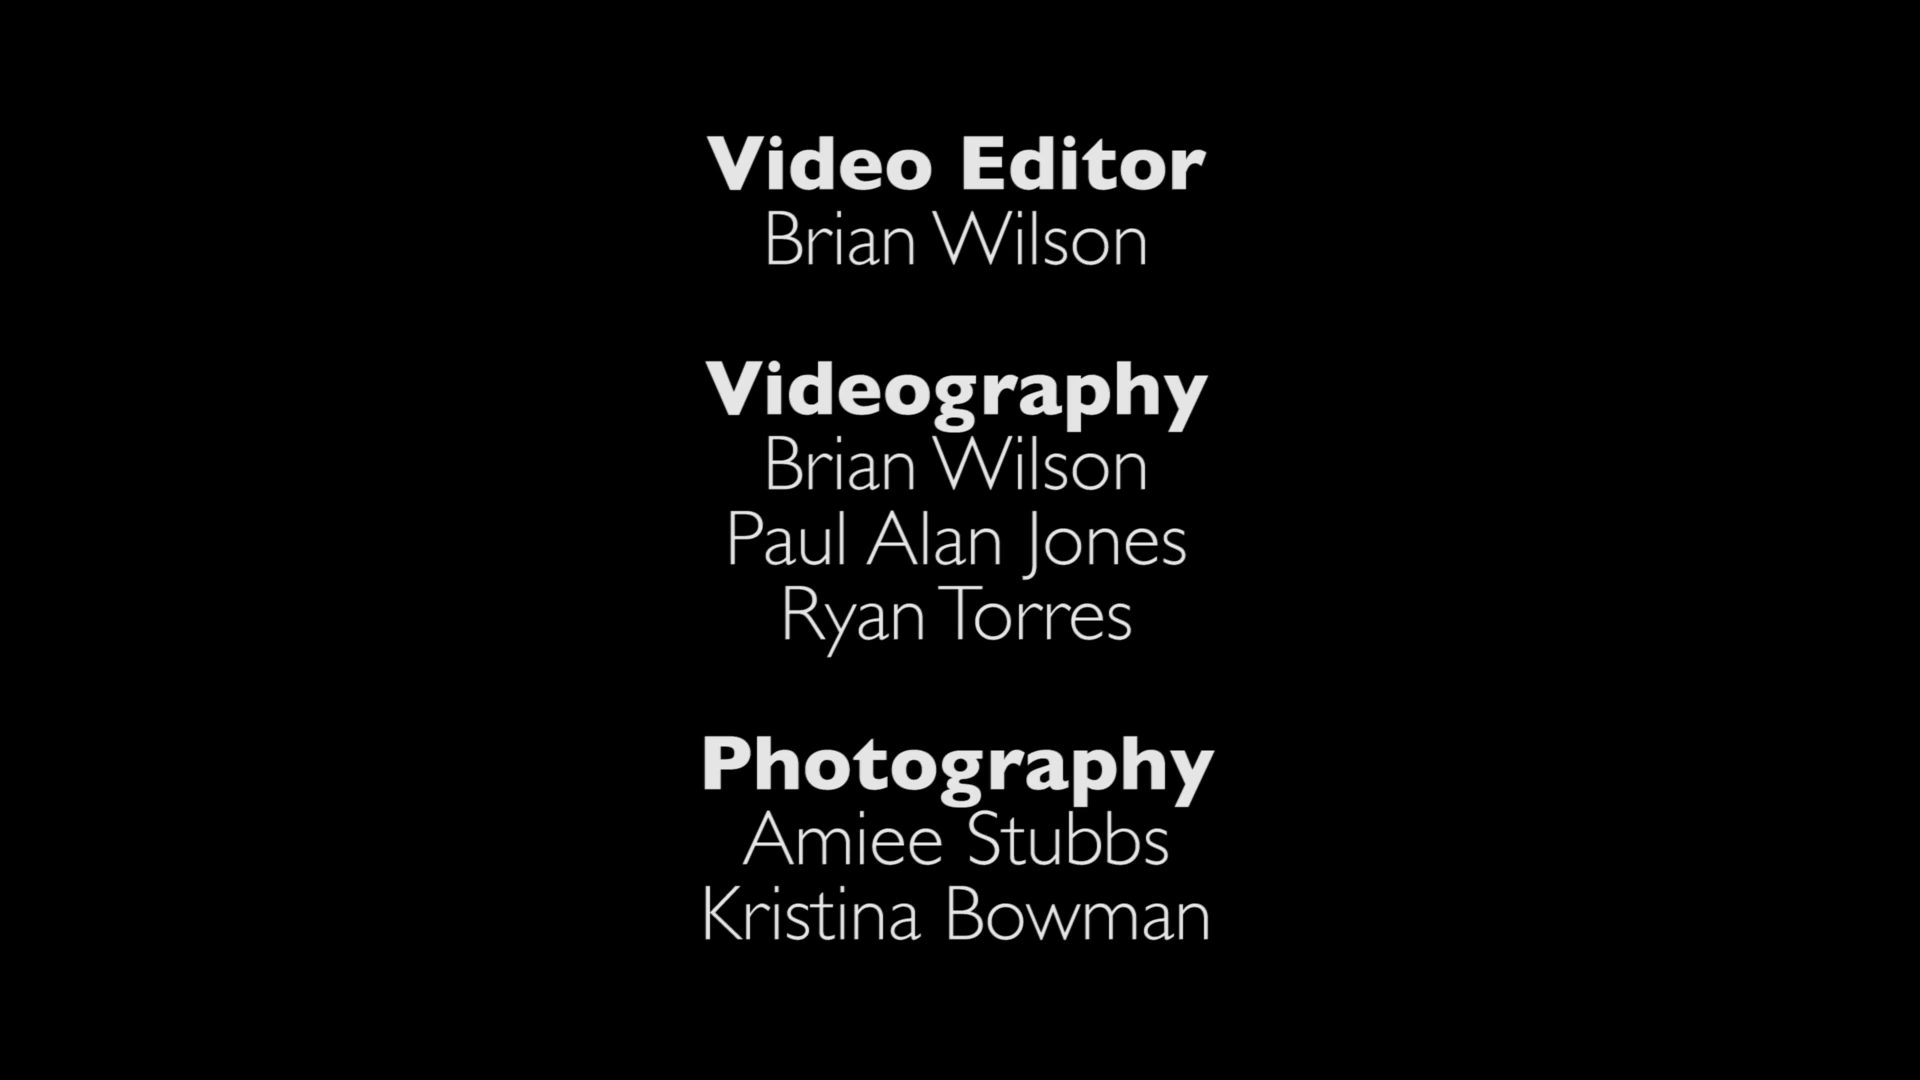 Video Editor
Brian Wilson
Videography
Brian Wilson
Paul Alan Jones
Ryan Torres
Photography
Amiee Stubbs
Kristina Bowman